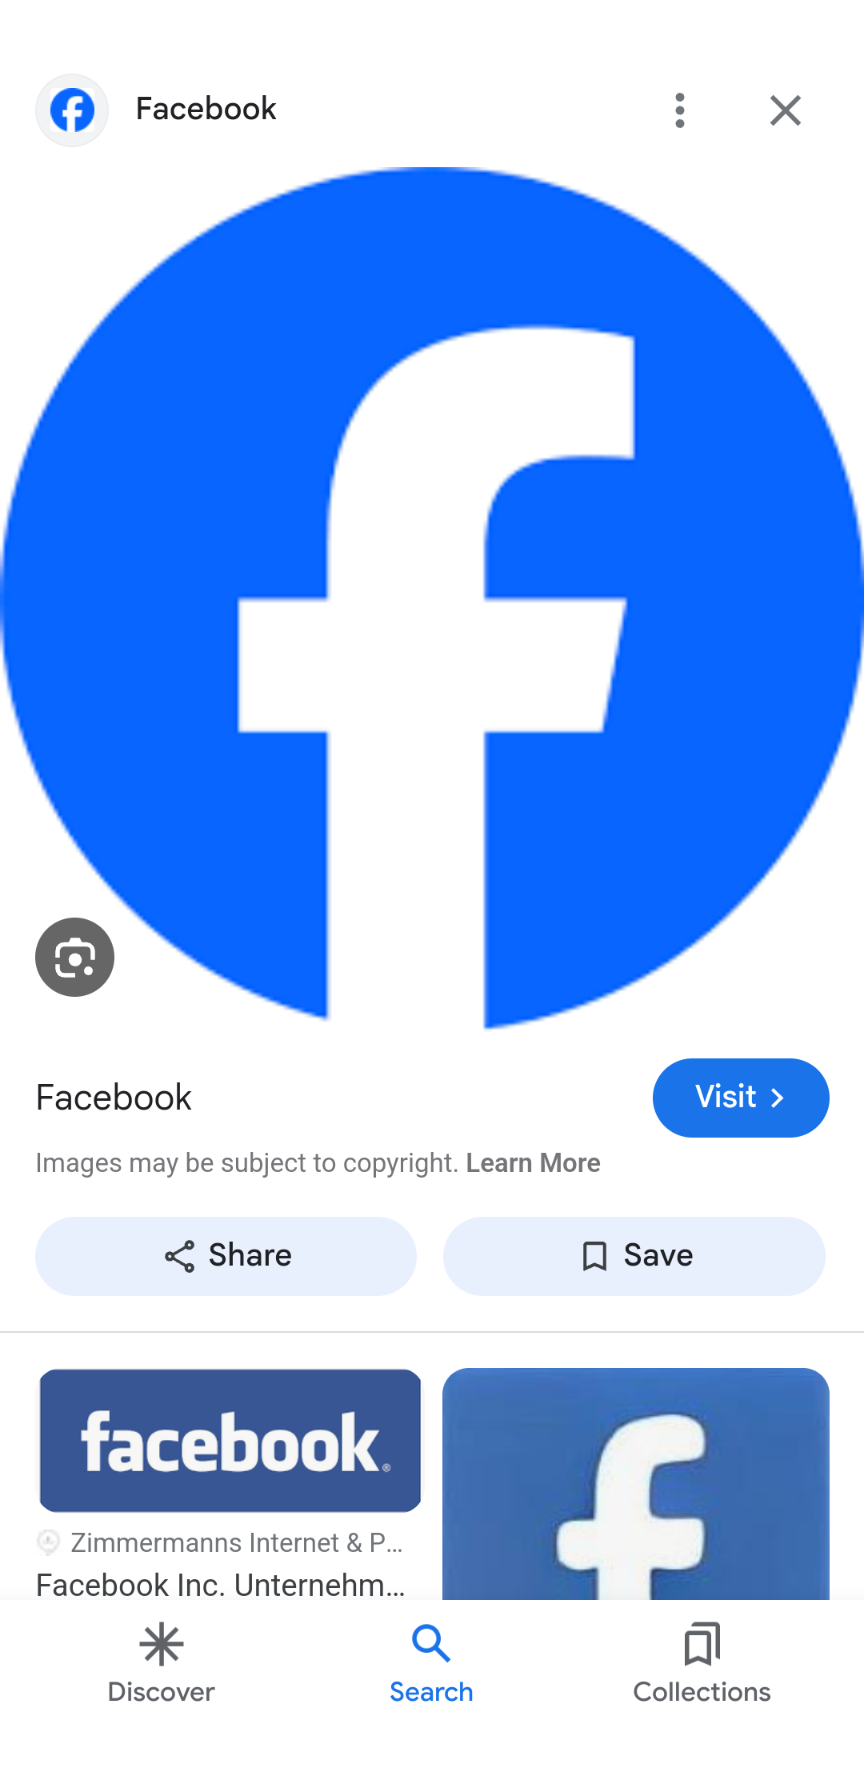 Facebook
Facebook
Visit
Images may be subject to copyright. Learn More
Share
Save
facebook®
Zimmermanns Internet & P...
Facebook Inc. Unternehm...
Discover
Search
Collections